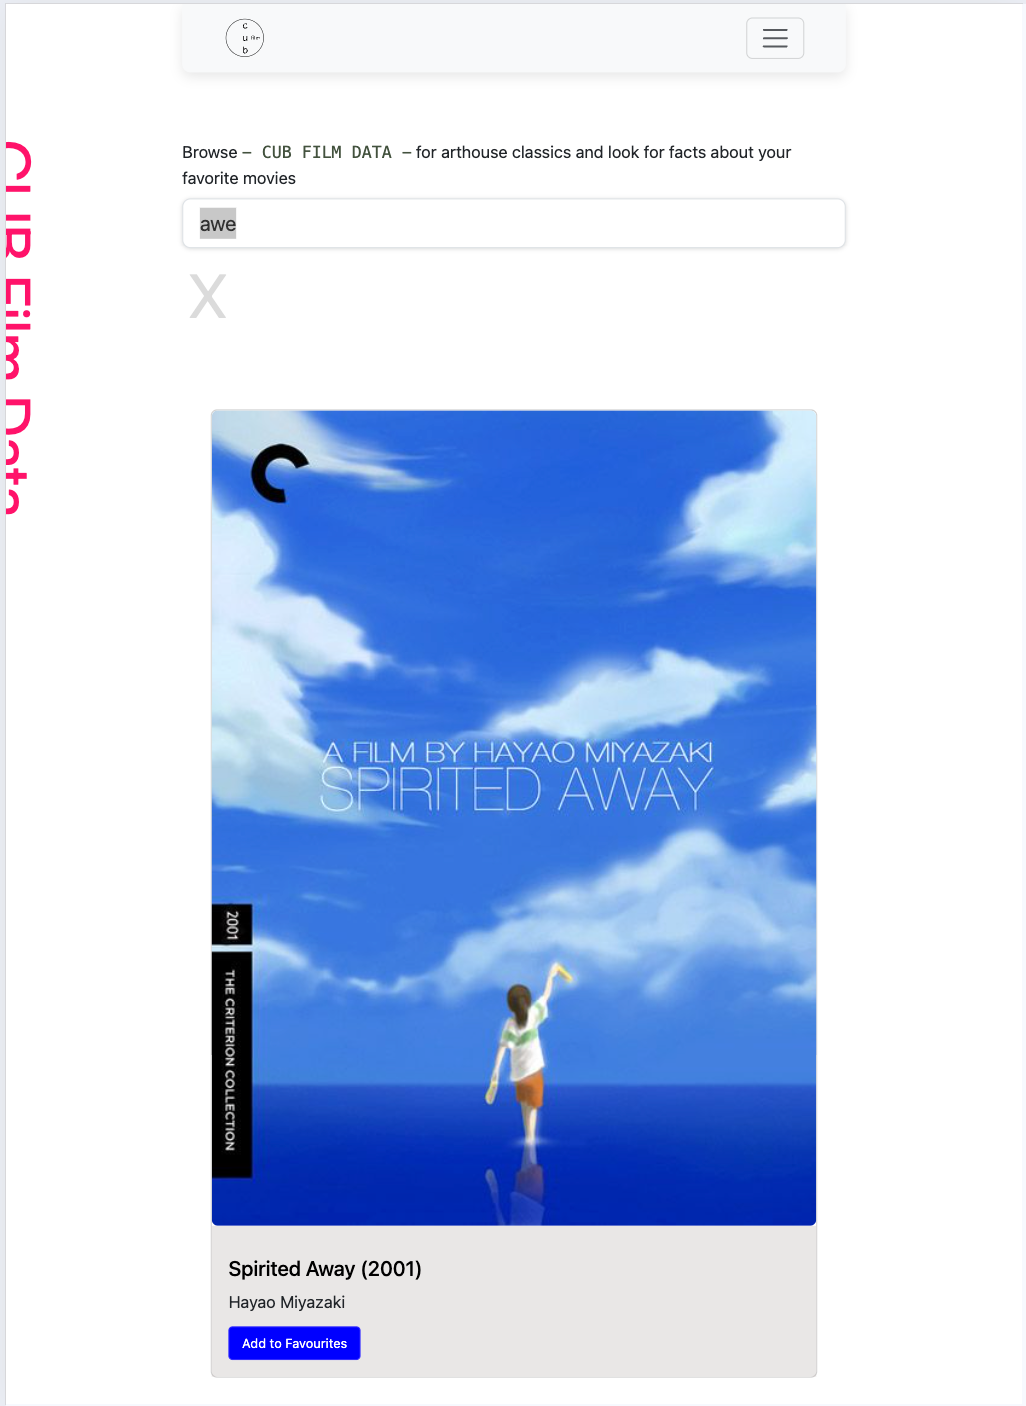 c
u film
b
Browse – CUB FILM DATA – for arthouse classics and look for facts about your
favorite movies
awe
X
CUB Film Data
A FILM BY HAYAO MIYAZAKI
SPIRITED AWAY
2001
THE CRITERION COLLECTION
Spirited Away (2001)
Hayao Miyazaki
Add to Favourites